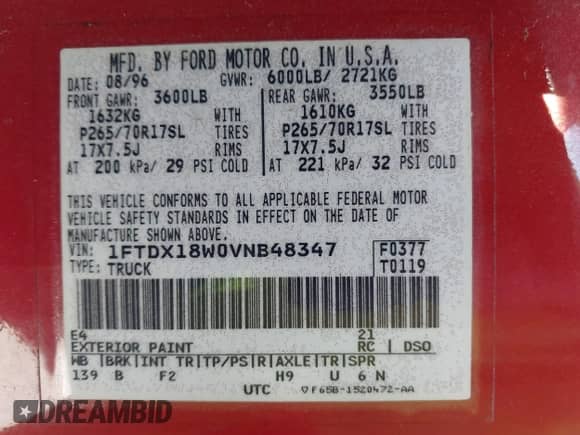 MFD. BY FORD MOTOR CO. IN U.S.A.
DATE: 08/96 GVWR: 6000LB/ 2721KG
FRONT GAWR: 3600LB REAR GAWR: 3550LB
1632KG WITH 1610KG WITH
P265/70R17SL TIRES P265/70R17SL TIRES
17X7.5J RIMS 17X7.5J RIMS
AT 200 kPa/ 29 PSI COLD AT 221 kPa/ 32 PSI COLD
THIS VEHICLE CONFORMS TO ALL APPLICABLE FEDERAL MOTOR
VEHICLE SAFETY STANDARDS IN EFFECT ON THE DATE OF
MANUFACTURE SHOWN ABOVE.
VIN: 1FTDX18W0VNB48347 F0377
TYPE: TRUCK T0119
E4 21
EXTERIOR PAINT RC DSO
WB |BRK|INT TR|TP/PS|R|AXLE|TR|SPR
139 B F2 H9 U 6 N
UTC ▽F65B-1520472-AA
DREAMBID